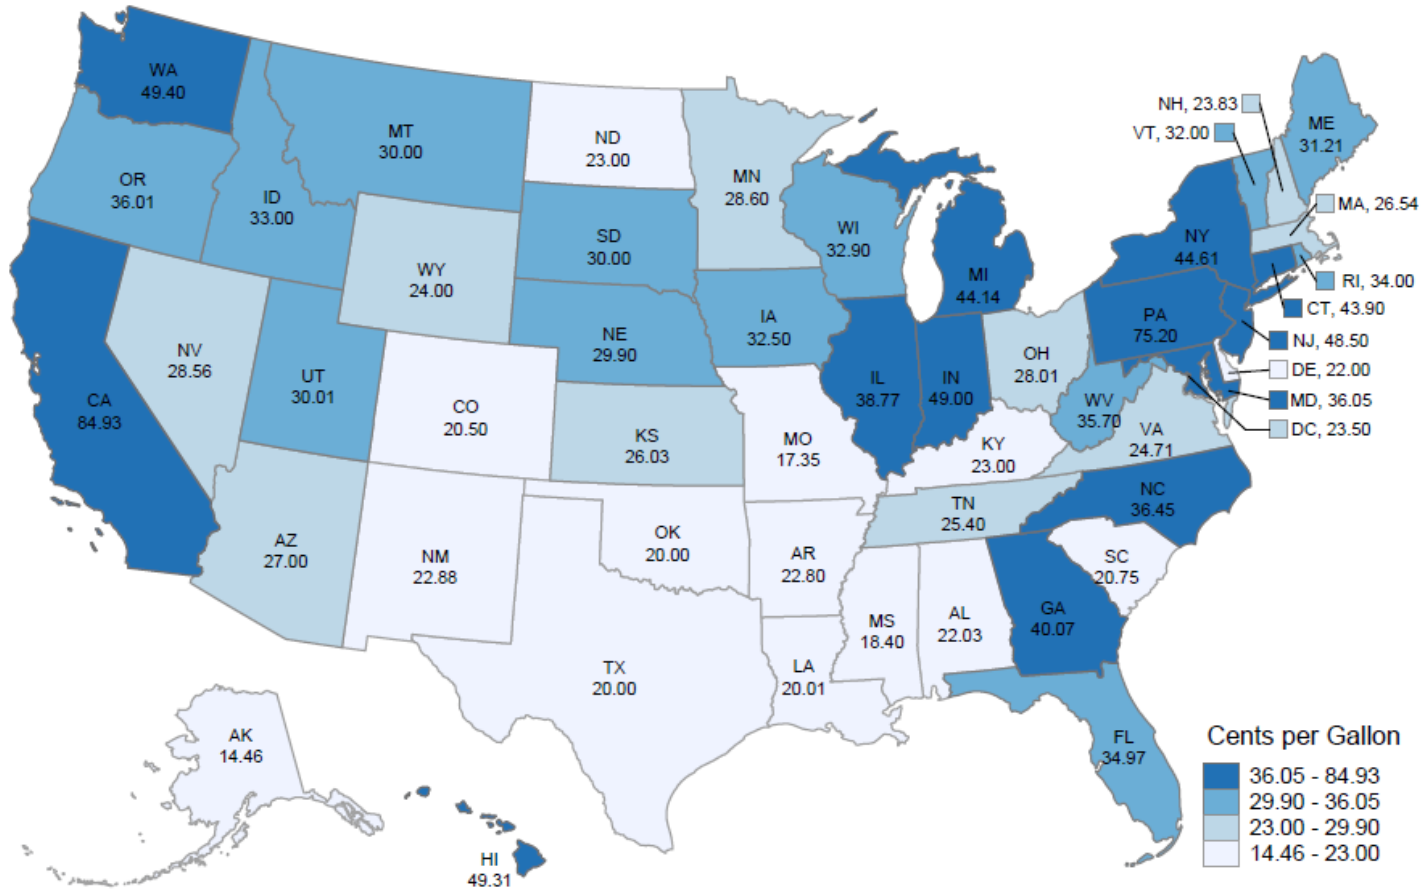 WA
49.40
MT
30.00
ND
23.00
NH, 23.83
VT, 32.00
ME
31.21
OR
36.01
ID
33.00
MN
28.60
MA, 26.54
WI
32.90
SD
30.00
NY
44.61
WY
24.00
MI
44.14
RI, 34.00
CT, 43.90
IA
32.50
PA
75.20
NE
29.90
NJ, 48.50
NV
28.56
OH
28.01
UT
30.01
DE, 22.00
IL
38.77
IN
49.00
CA
84.93
CO
20.50
WV
35.70
MD, 36.05
DC, 23.50
VA
24.71
KS
26.03
MO
17.35
KY
23.00
NC
36.45
TN
25.40
AZ
27.00
NM
22.88
OK
20.00
AR
22.80
SC
20.75
GA
40.07
MS
18.40
AL
22.03
TX
20.00
LA
20.01
AK
14.46
FL
34.97
HI
49.31
Cents per Gallon
36.05 - 84.93
29.90 - 36.05
23.00 - 29.90
14.46 - 23.00